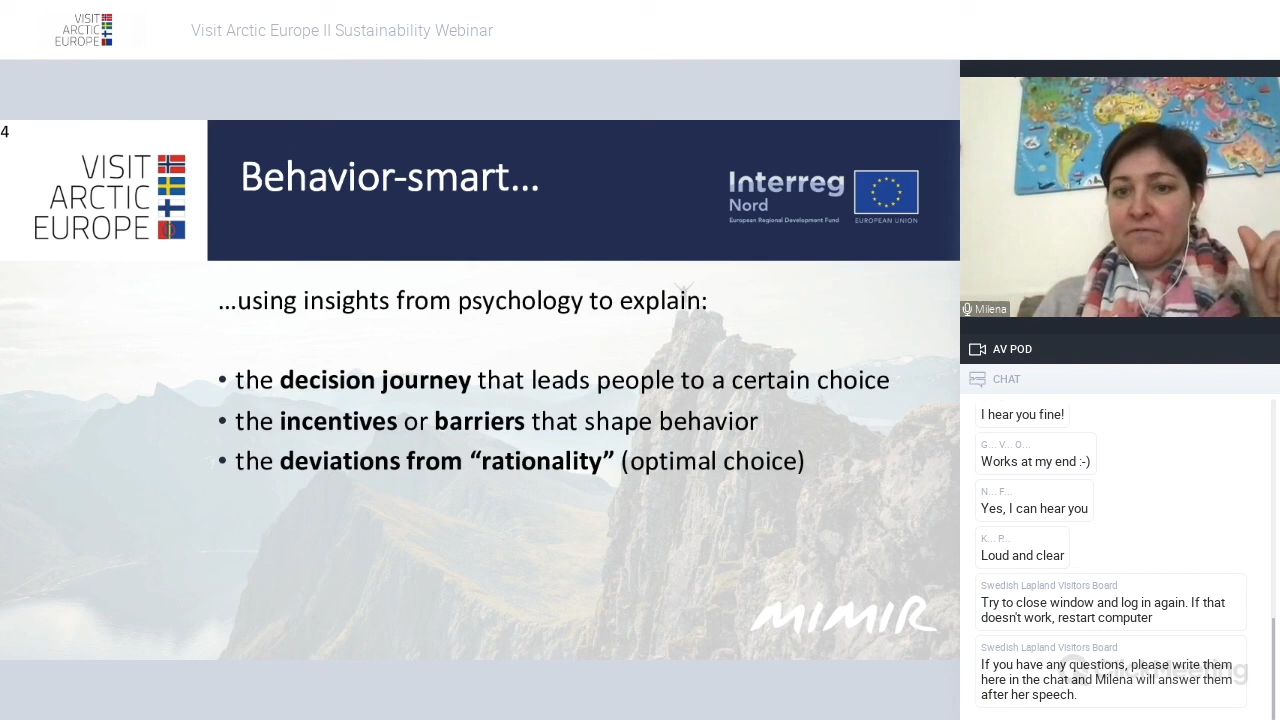 VISIT
ARCTIC
EUROPE
Visit Arctic Europe II Sustainability Webinar
4
VISIT
ARCTIC
EUROPE
Behavior-smart...
Interreg
Nord
European Regional Development Fund
EUROPEAN UNION
...using insights from psychology to explain:
• the decision journey that leads people to a certain choice
• the incentives or barriers that shape behavior
• the deviations from “rationality” (optimal choice)
MIMIR
Milena
AV POD
CHAT
I hear you fine!
G... V... O...
Works at my end :-)
N... F...
Yes, I can hear you
K... P...
Loud and clear
Swedish Lapland Visitors Board
Try to close window and log in again. If that
doesn't work, restart computer
Swedish Lapland Visitors Board
If you have any questions, please write them
here in the chat and Milena will answer them
after her speech.